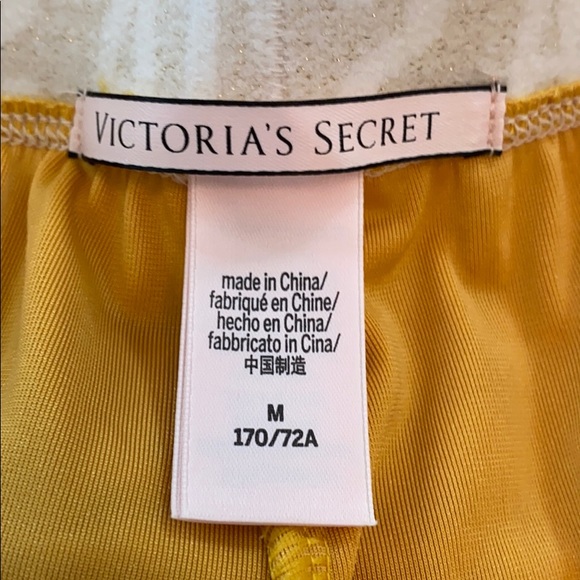 VICTORIA'S SECRET
made in China/
fabriqué en Chine/
hecho en China/
fabbricato in Cina/
中国制造
M
170/72A